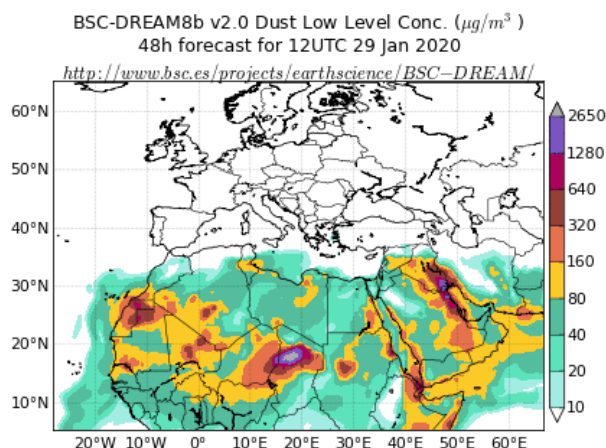 BSC-DREAM8b v2.0 Dust Low Level Conc. (μg/m³ )
48h forecast for 12UTC 29 Jan 2020
http://www.bsc.es/projects/earthscience/BSC−DREAM/
60°N
50°N
40°N
30°N
20°N
10°N
20°W 10°W 0° 10°E 20°E 30°E 40°E 50°E 60°E
2650
1280
640
320
160
80
40
20
10